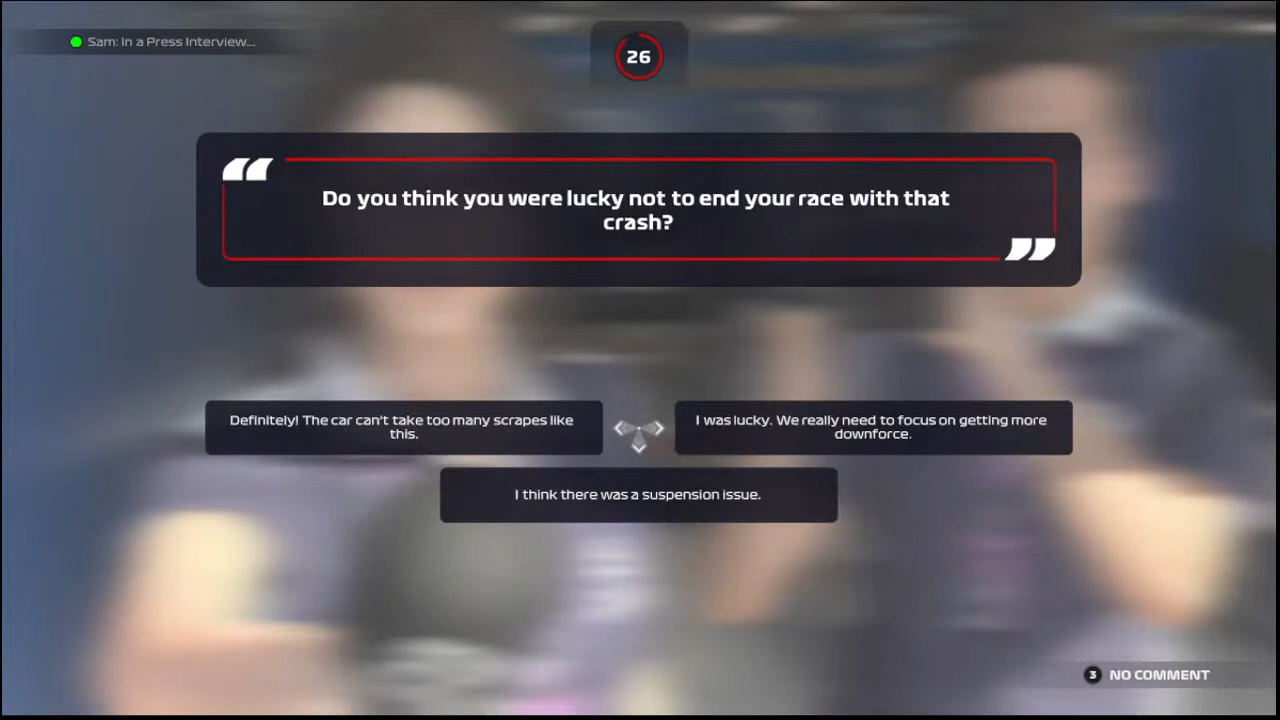 Sam: In a Press Interview...
26
Do you think you were lucky not to end your race with that
crash?
Definitely! The car can't take too many scrapes like
this.
I was lucky. We really need to focus on getting more
downforce.
I think there was a suspension issue.
3 NO COMMENT